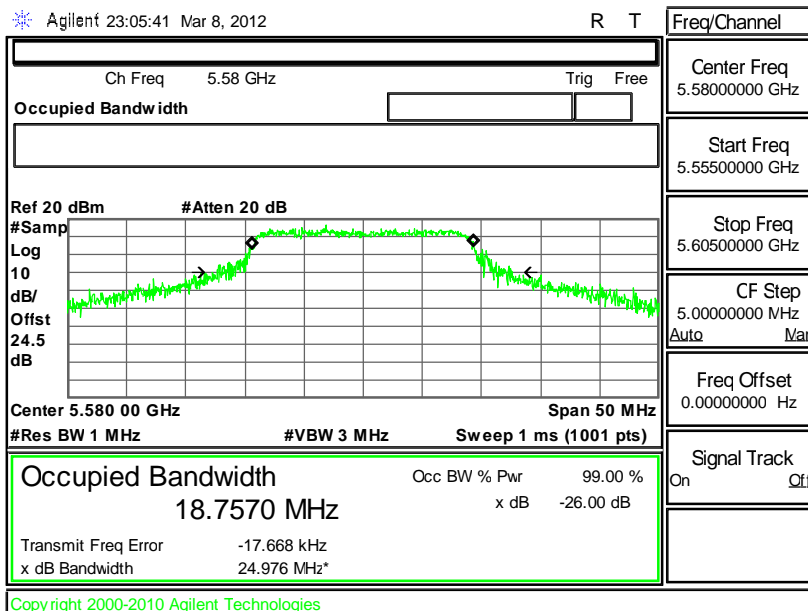 Agilent 23:05:41 Mar 8, 2012 R T
Freq/Channel
Ch Freq 5.58 GHz Trig Free
Occupied Bandwidth
Center Freq
5.58000000 GHz
Start Freq
5.55500000 GHz
Stop Freq
5.60500000 GHz
CF Step
5.00000000 MHz
Auto Man
Freq Offset
0.00000000 Hz
Signal Track
On Off
Ref 20 dBm #Atten 20 dB
#Samp
Log
10
dB/
Offst
24.5
dB
Center 5.580 00 GHz Span 50 MHz
#Res BW 1 MHz #VBW 3 MHz Sweep 1 ms (1001 pts)
Occupied Bandwidth Occ BW % Pwr 99.00 %
18.7570 MHz x dB -26.00 dB
Transmit Freq Error -17.668 kHz
x dB Bandwidth 24.976 MHz*
Copyright 2000-2010 Agilent Technologies